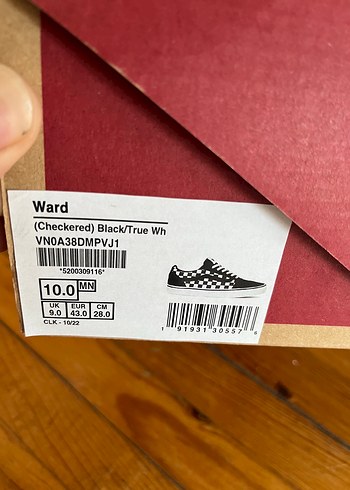 Ward
(Checkered) Black/True Wh
VN0A38DMPVJ1
*5200309116*
10.0 MN
UK EUR CM
9.0 43.0 28.0
CLK - 10/22
1 91931 30557 6